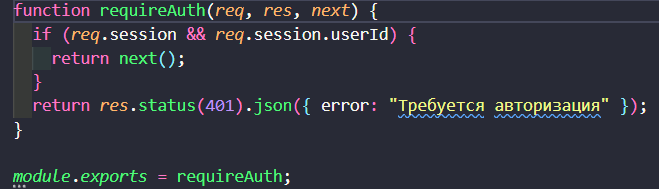 function requireAuth(req, res, next) {
  if (req.session && req.session.userId) {
    return next();
  }
  return res.status(401).json({ error: "Требуется авторизация" });
}

module.exports = requireAuth;